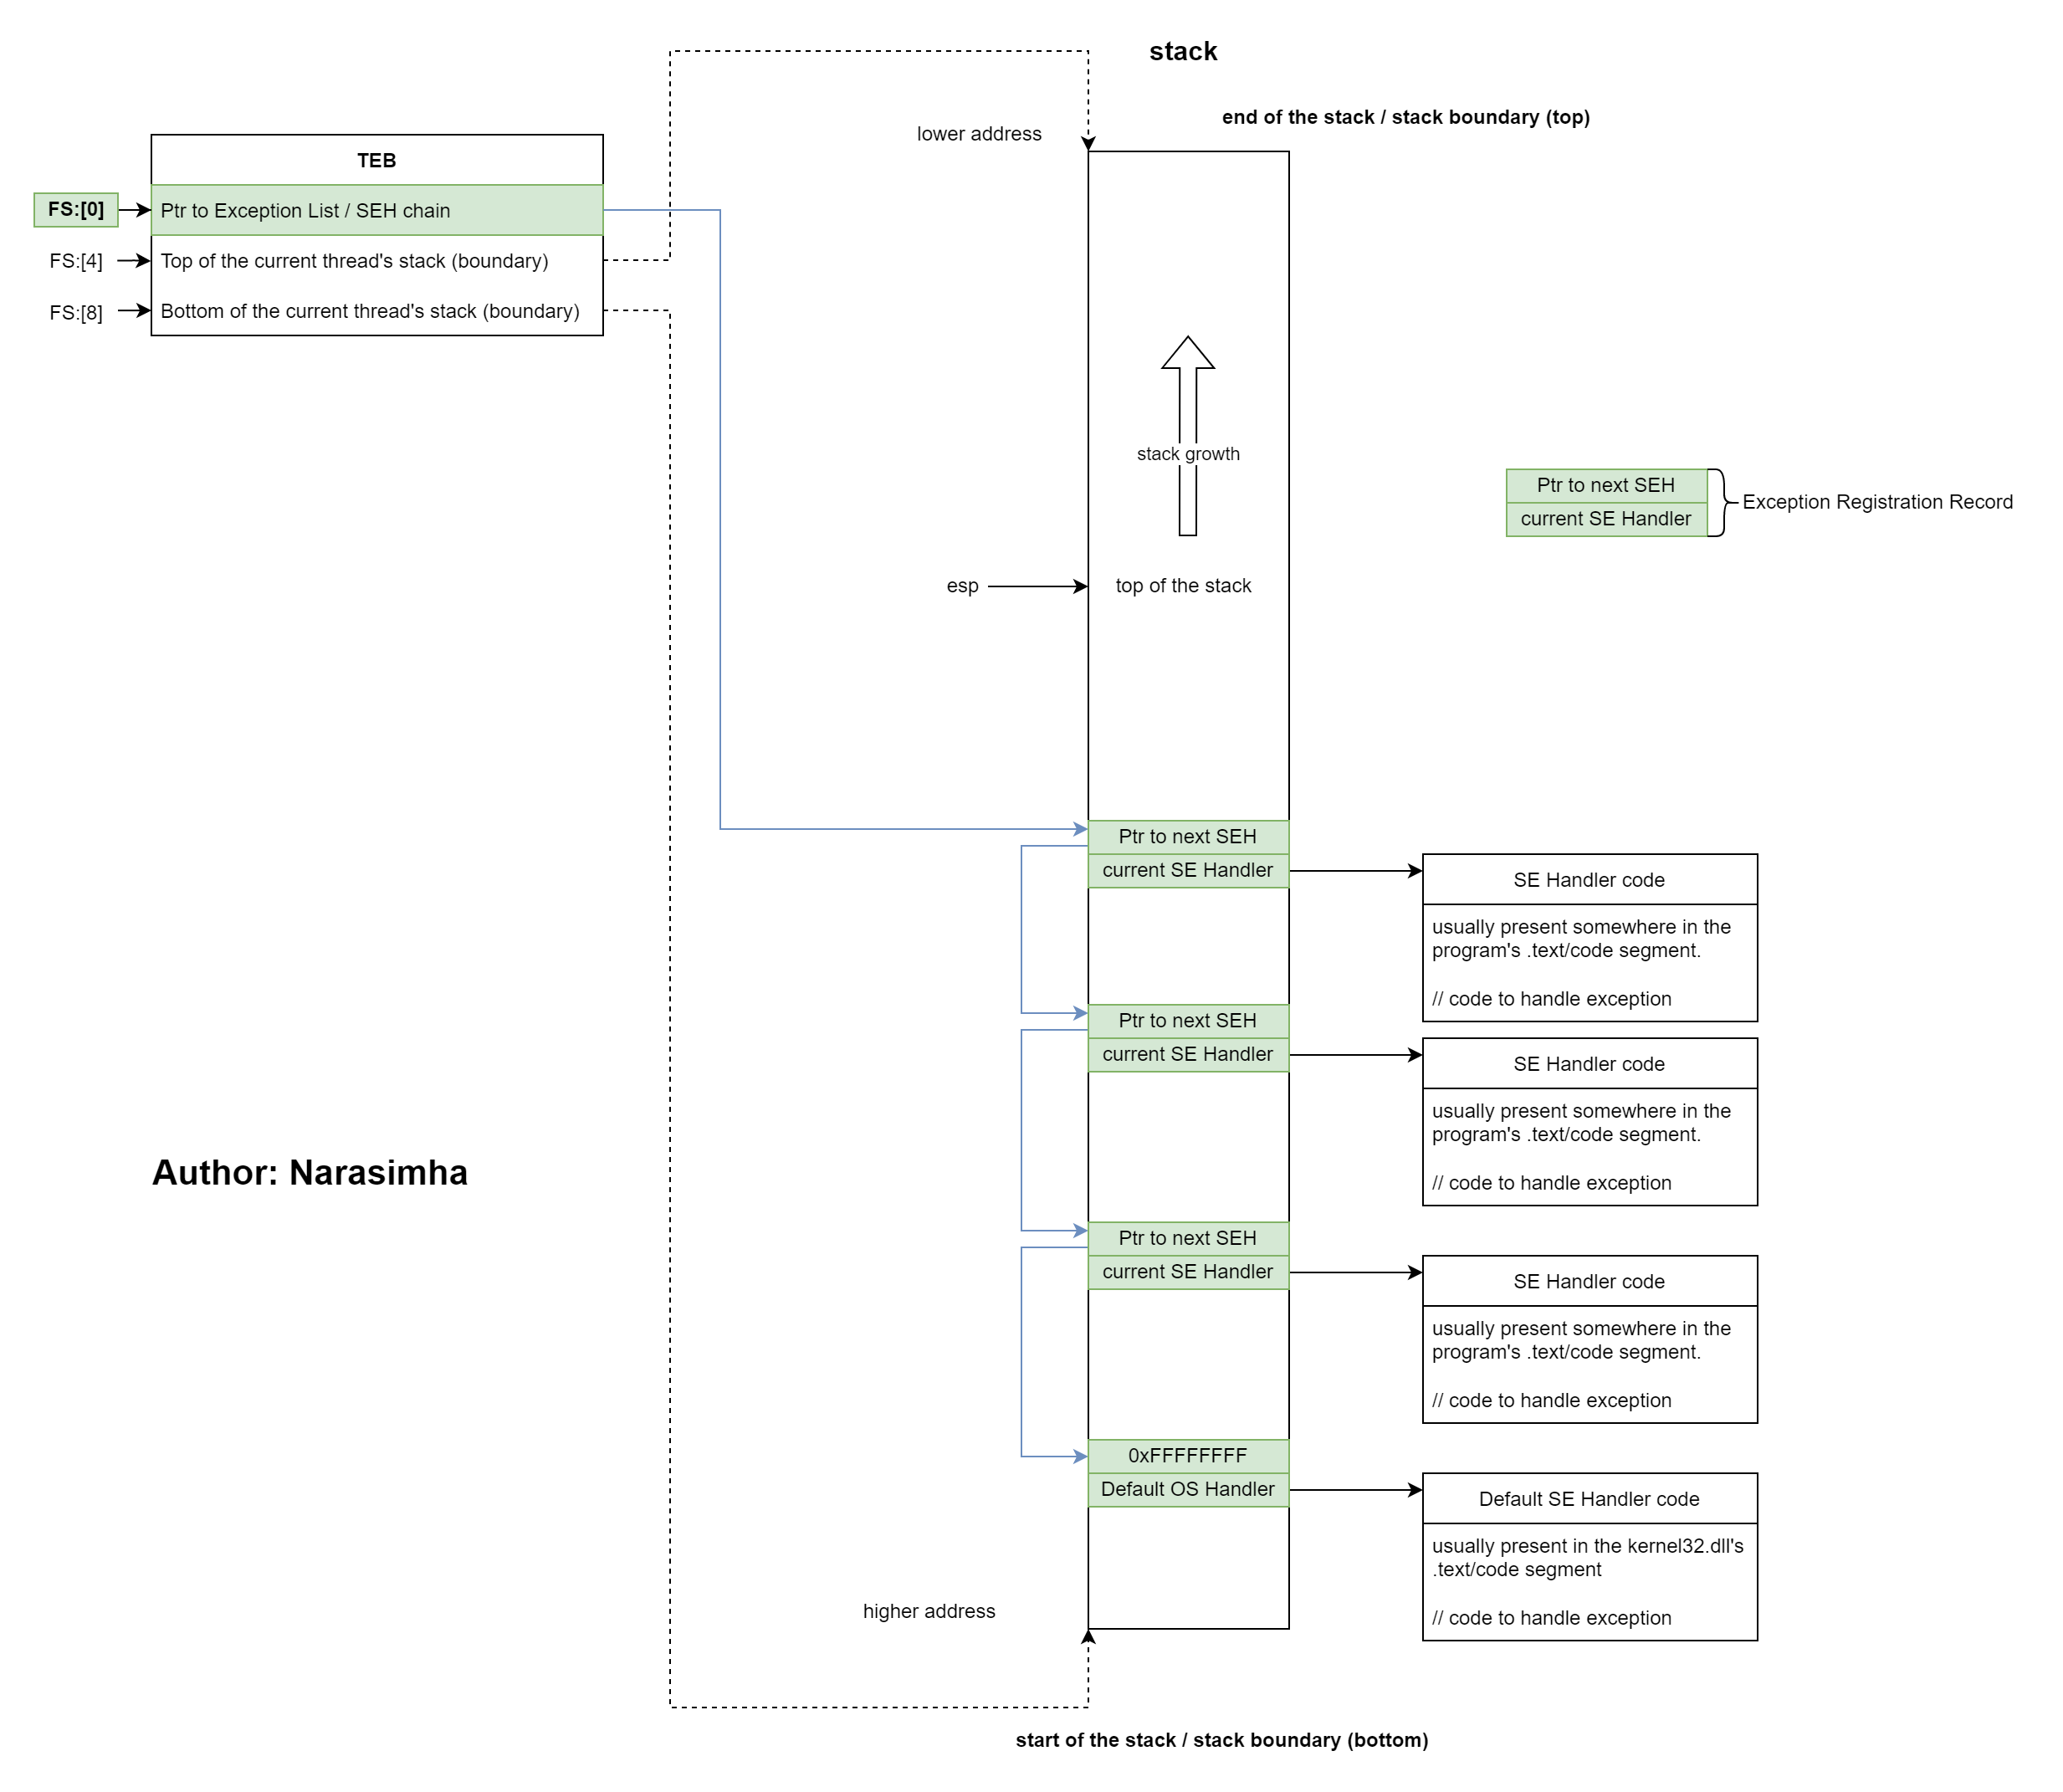 stack
end of the stack / stack boundary (top)
lower address
TEB
FS:[0]
Ptr to Exception List / SEH chain
FS:[4]
Top of the current thread's stack (boundary)
FS:[8]
Bottom of the current thread's stack (boundary)
stack growth
Ptr to next SEH
current SE Handler
Exception Registration Record
esp
top of the stack
Ptr to next SEH
current SE Handler
SE Handler code
usually present somewhere in the
program's .text/code segment.
// code to handle exception
Ptr to next SEH
current SE Handler
SE Handler code
usually present somewhere in the
program's .text/code segment.
// code to handle exception
Author: Narasimha
Ptr to next SEH
current SE Handler
SE Handler code
usually present somewhere in the
program's .text/code segment.
// code to handle exception
0xFFFFFFFF
Default OS Handler
Default SE Handler code
usually present in the kernel32.dll's
.text/code segment
// code to handle exception
higher address
start of the stack / stack boundary (bottom)